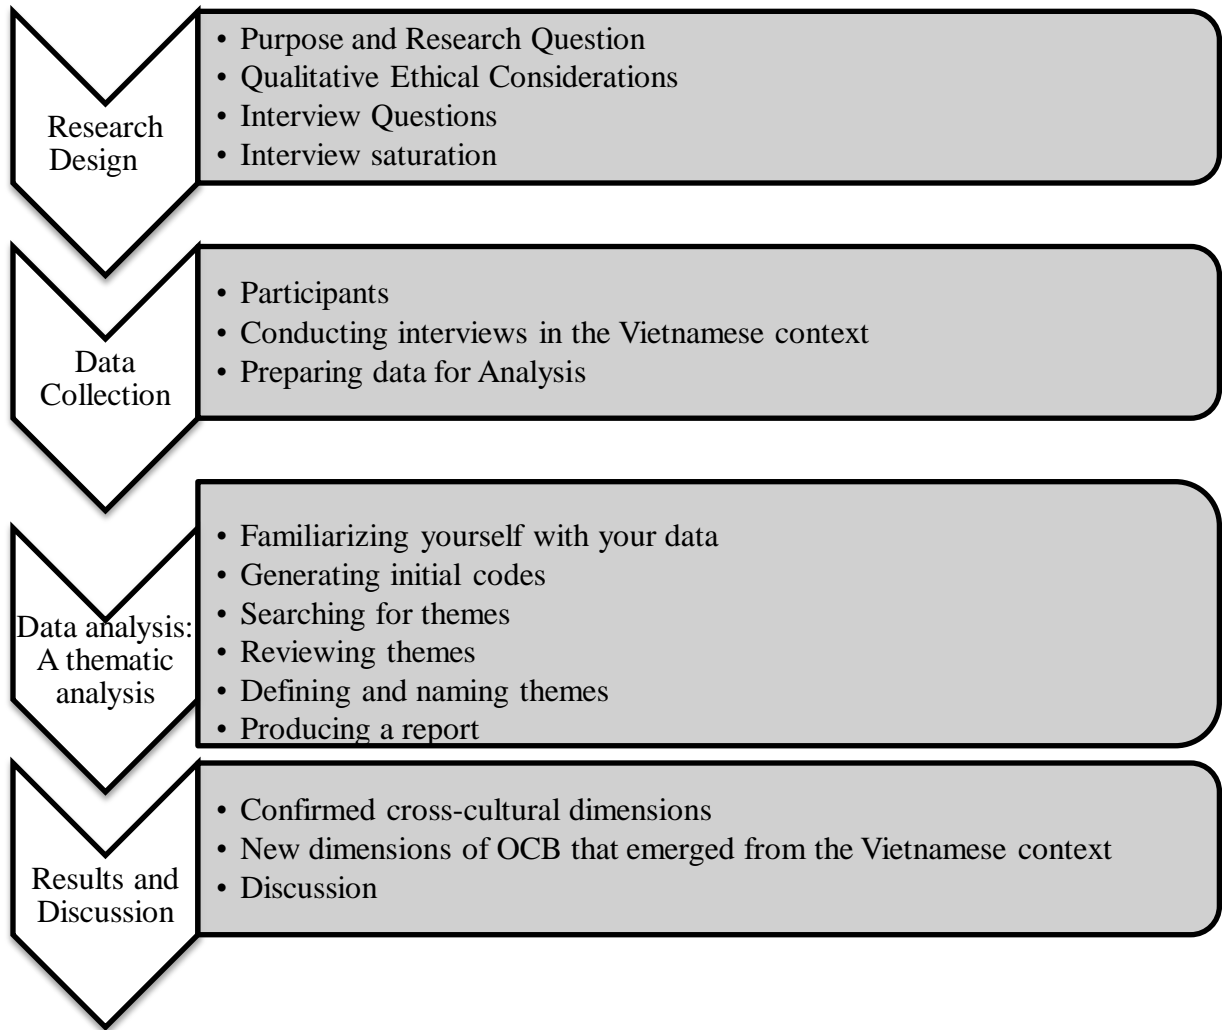 Research
Design
• Purpose and Research Question
• Qualitative Ethical Considerations
• Interview Questions
• Interview saturation
Data
Collection
• Participants
• Conducting interviews in the Vietnamese context
• Preparing data for Analysis
Data analysis:
A thematic
analysis
• Familiarizing yourself with your data
• Generating initial codes
• Searching for themes
• Reviewing themes
• Defining and naming themes
• Producing a report
Results and
Discussion
• Confirmed cross-cultural dimensions
• New dimensions of OCB that emerged from the Vietnamese context
• Discussion